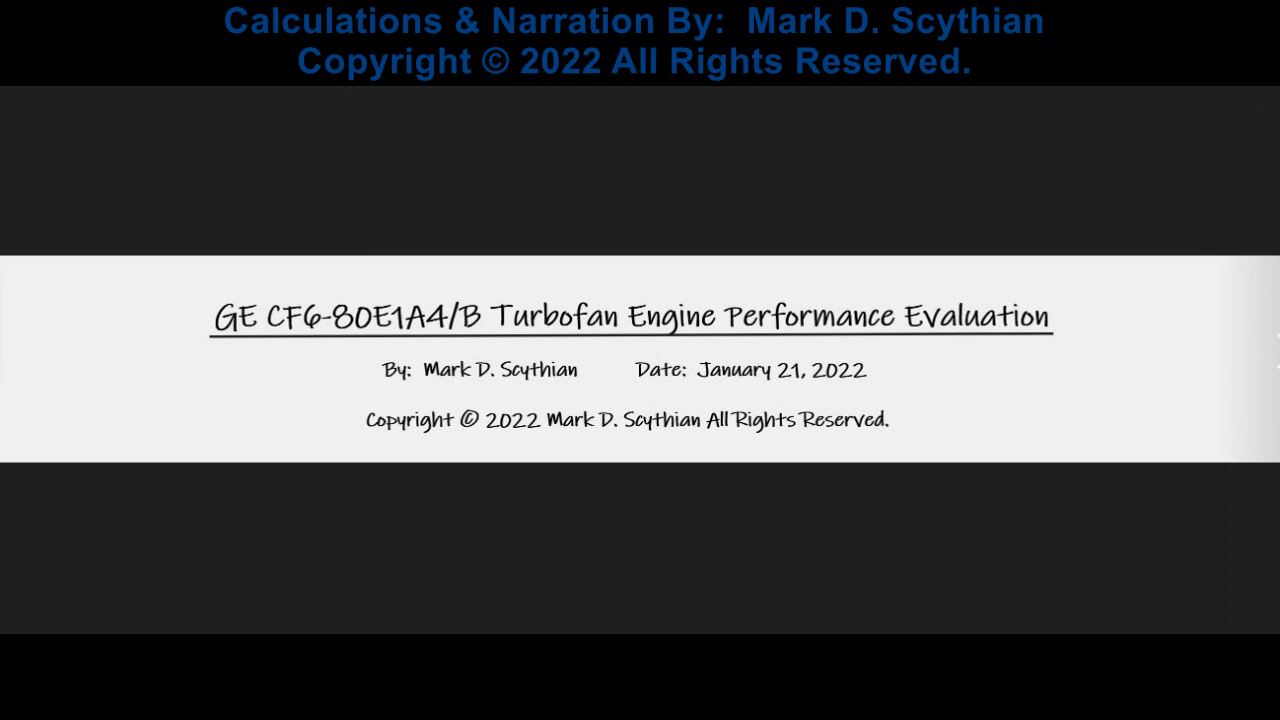 Calculations & Narration By: Mark D. Scythian
Copyright © 2022 All Rights Reserved.
GE CF6-80E1A4/B Turbofan Engine Performance Evaluation
By: Mark D. Scythian Date: January 21, 2022
Copyright © 2022 Mark D. Scythian All Rights Reserved.